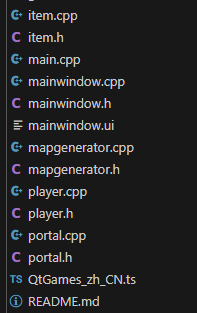 item.cpp
C item.h
main.cpp
mainwindow.cpp
C mainwindow.h
mainwindow.ui
mapgenerator.cpp
C mapgenerator.h
player.cpp
C player.h
portal.cpp
C portal.h
TS QtGames_zh_CN.ts
README.md